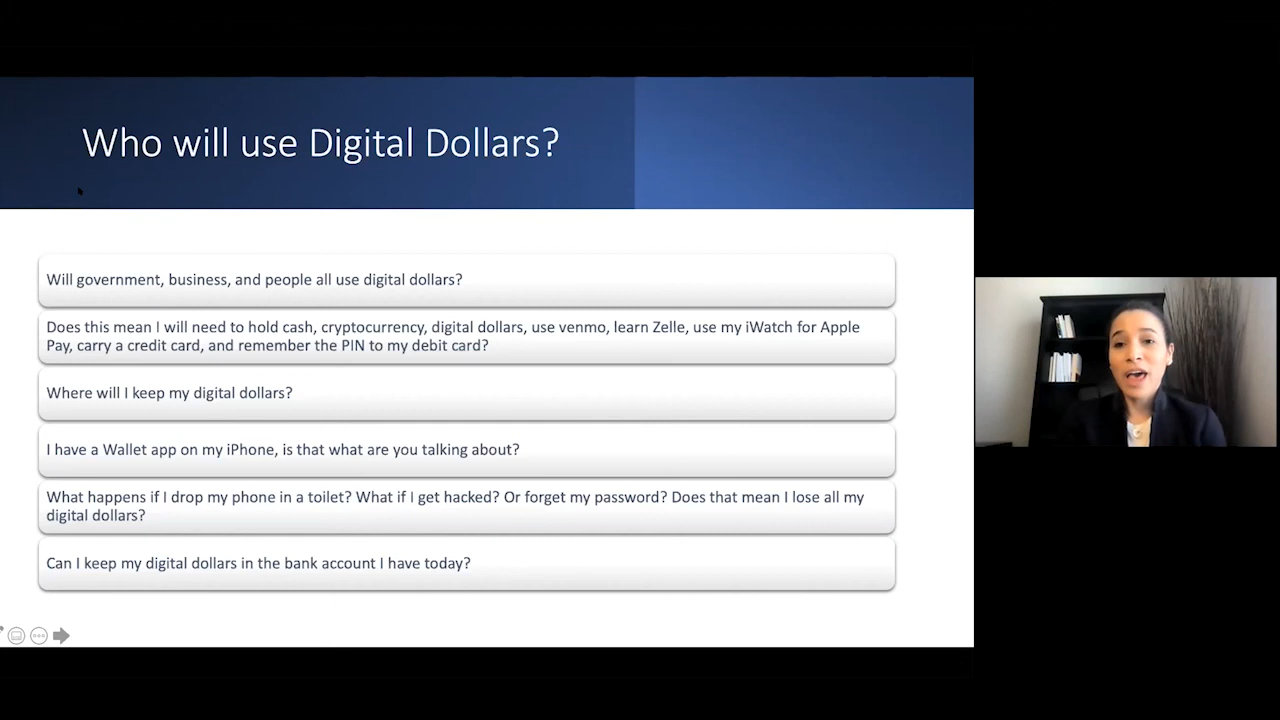 Who will use Digital Dollars?
Will government, business, and people all use digital dollars?
Does this mean I will need to hold cash, cryptocurrency, digital dollars, use venmo, learn Zelle, use my iWatch for Apple
Pay, carry a credit card, and remember the PIN to my debit card?
Where will I keep my digital dollars?
I have a Wallet app on my iPhone, is that what are you talking about?
What happens if I drop my phone in a toilet? What if I get hacked? Or forget my password? Does that mean I lose all my
digital dollars?
Can I keep my digital dollars in the bank account I have today?